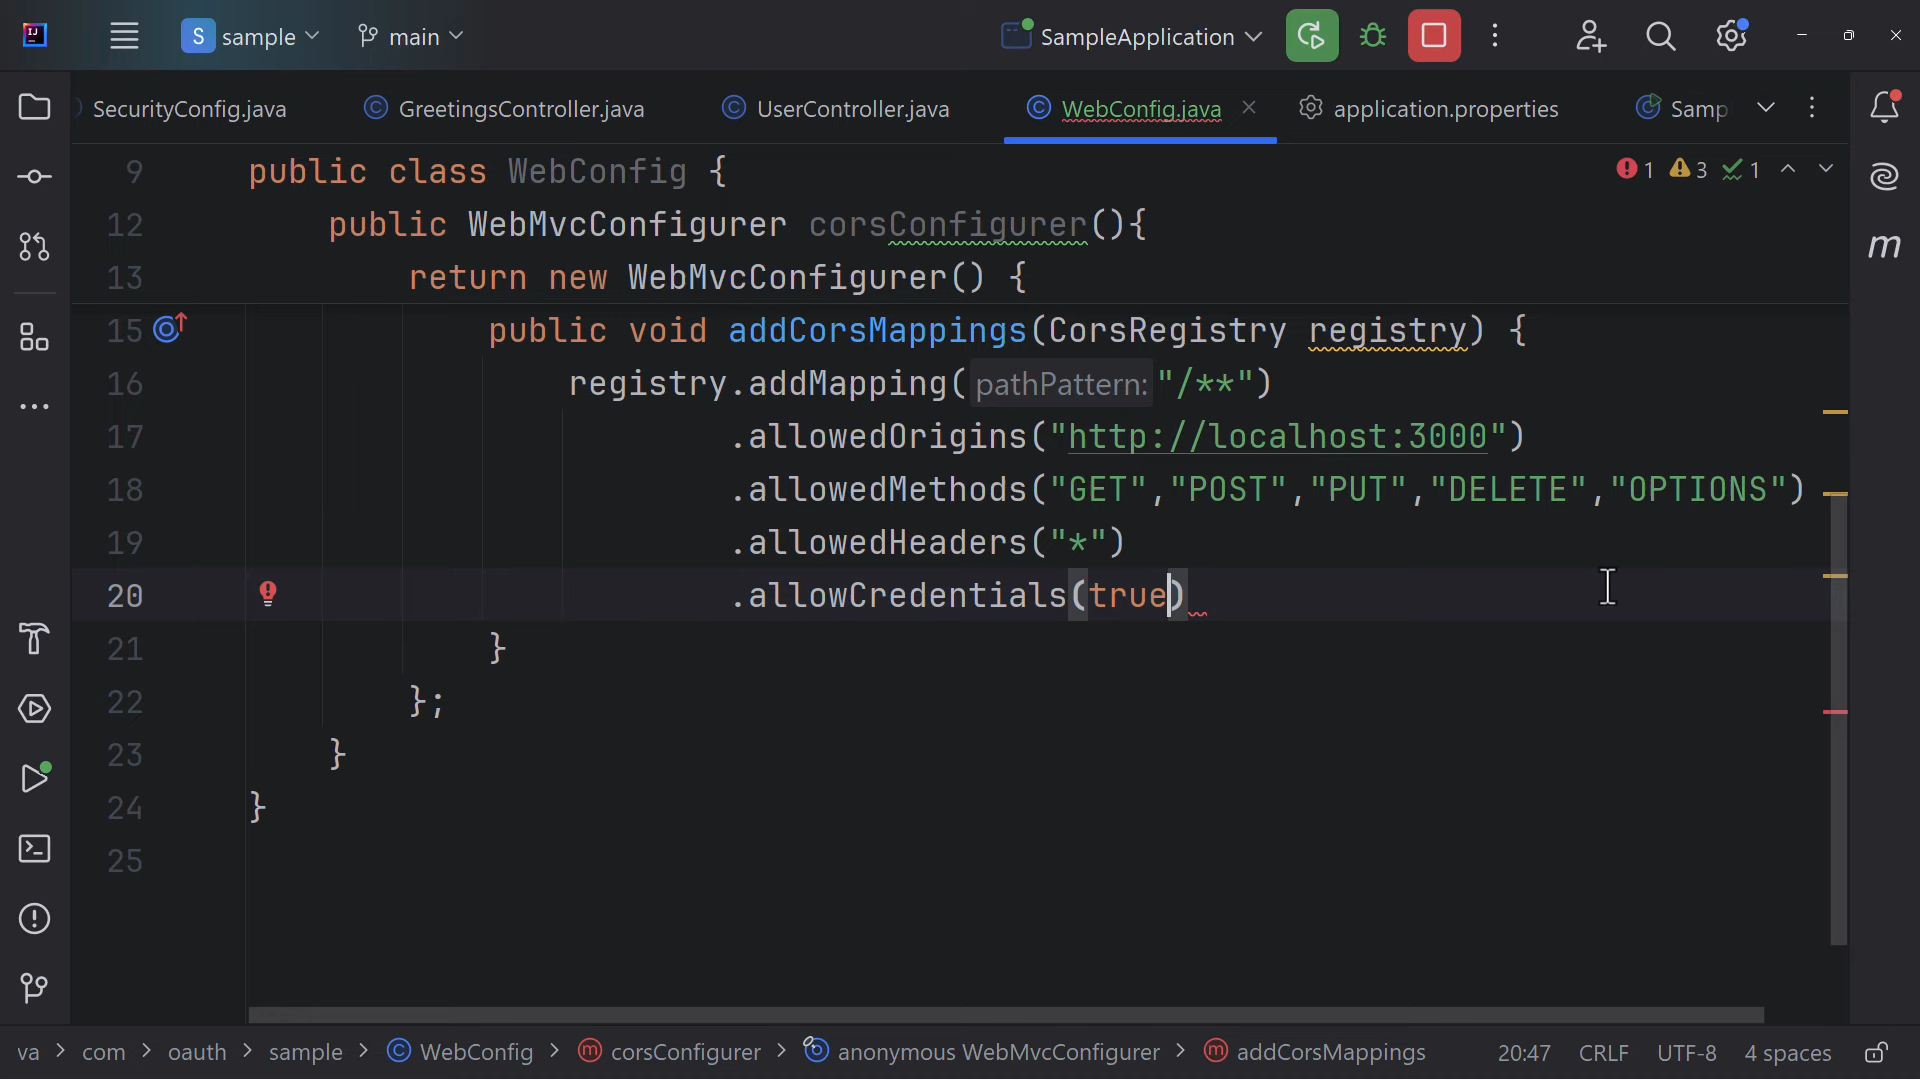 IJ
S sample main SampleApplication
SecurityConfig.java GreetingsController.java UserController.java WebConfig.java application.properties Samp
9 public class WebConfig { 1 3 1
12 public WebMvcConfigurer corsConfigurer(){
13 return new WebMvcConfigurer() {
15 public void addCorsMappings(CorsRegistry registry) {
16 registry.addMapping( pathPattern: "/**")
17 .allowedOrigins("http://localhost:3000")
18 .allowedMethods("GET","POST","PUT","DELETE","OPTIONS")
19 .allowedHeaders("*")
20 .allowCredentials(true)
21 }
22 };
23 }
24 }
25
va > com > oauth > sample > WebConfig > corsConfigurer > anonymous WebMvcConfigurer > addCorsMappings 20:47 CRLF UTF-8 4 spaces